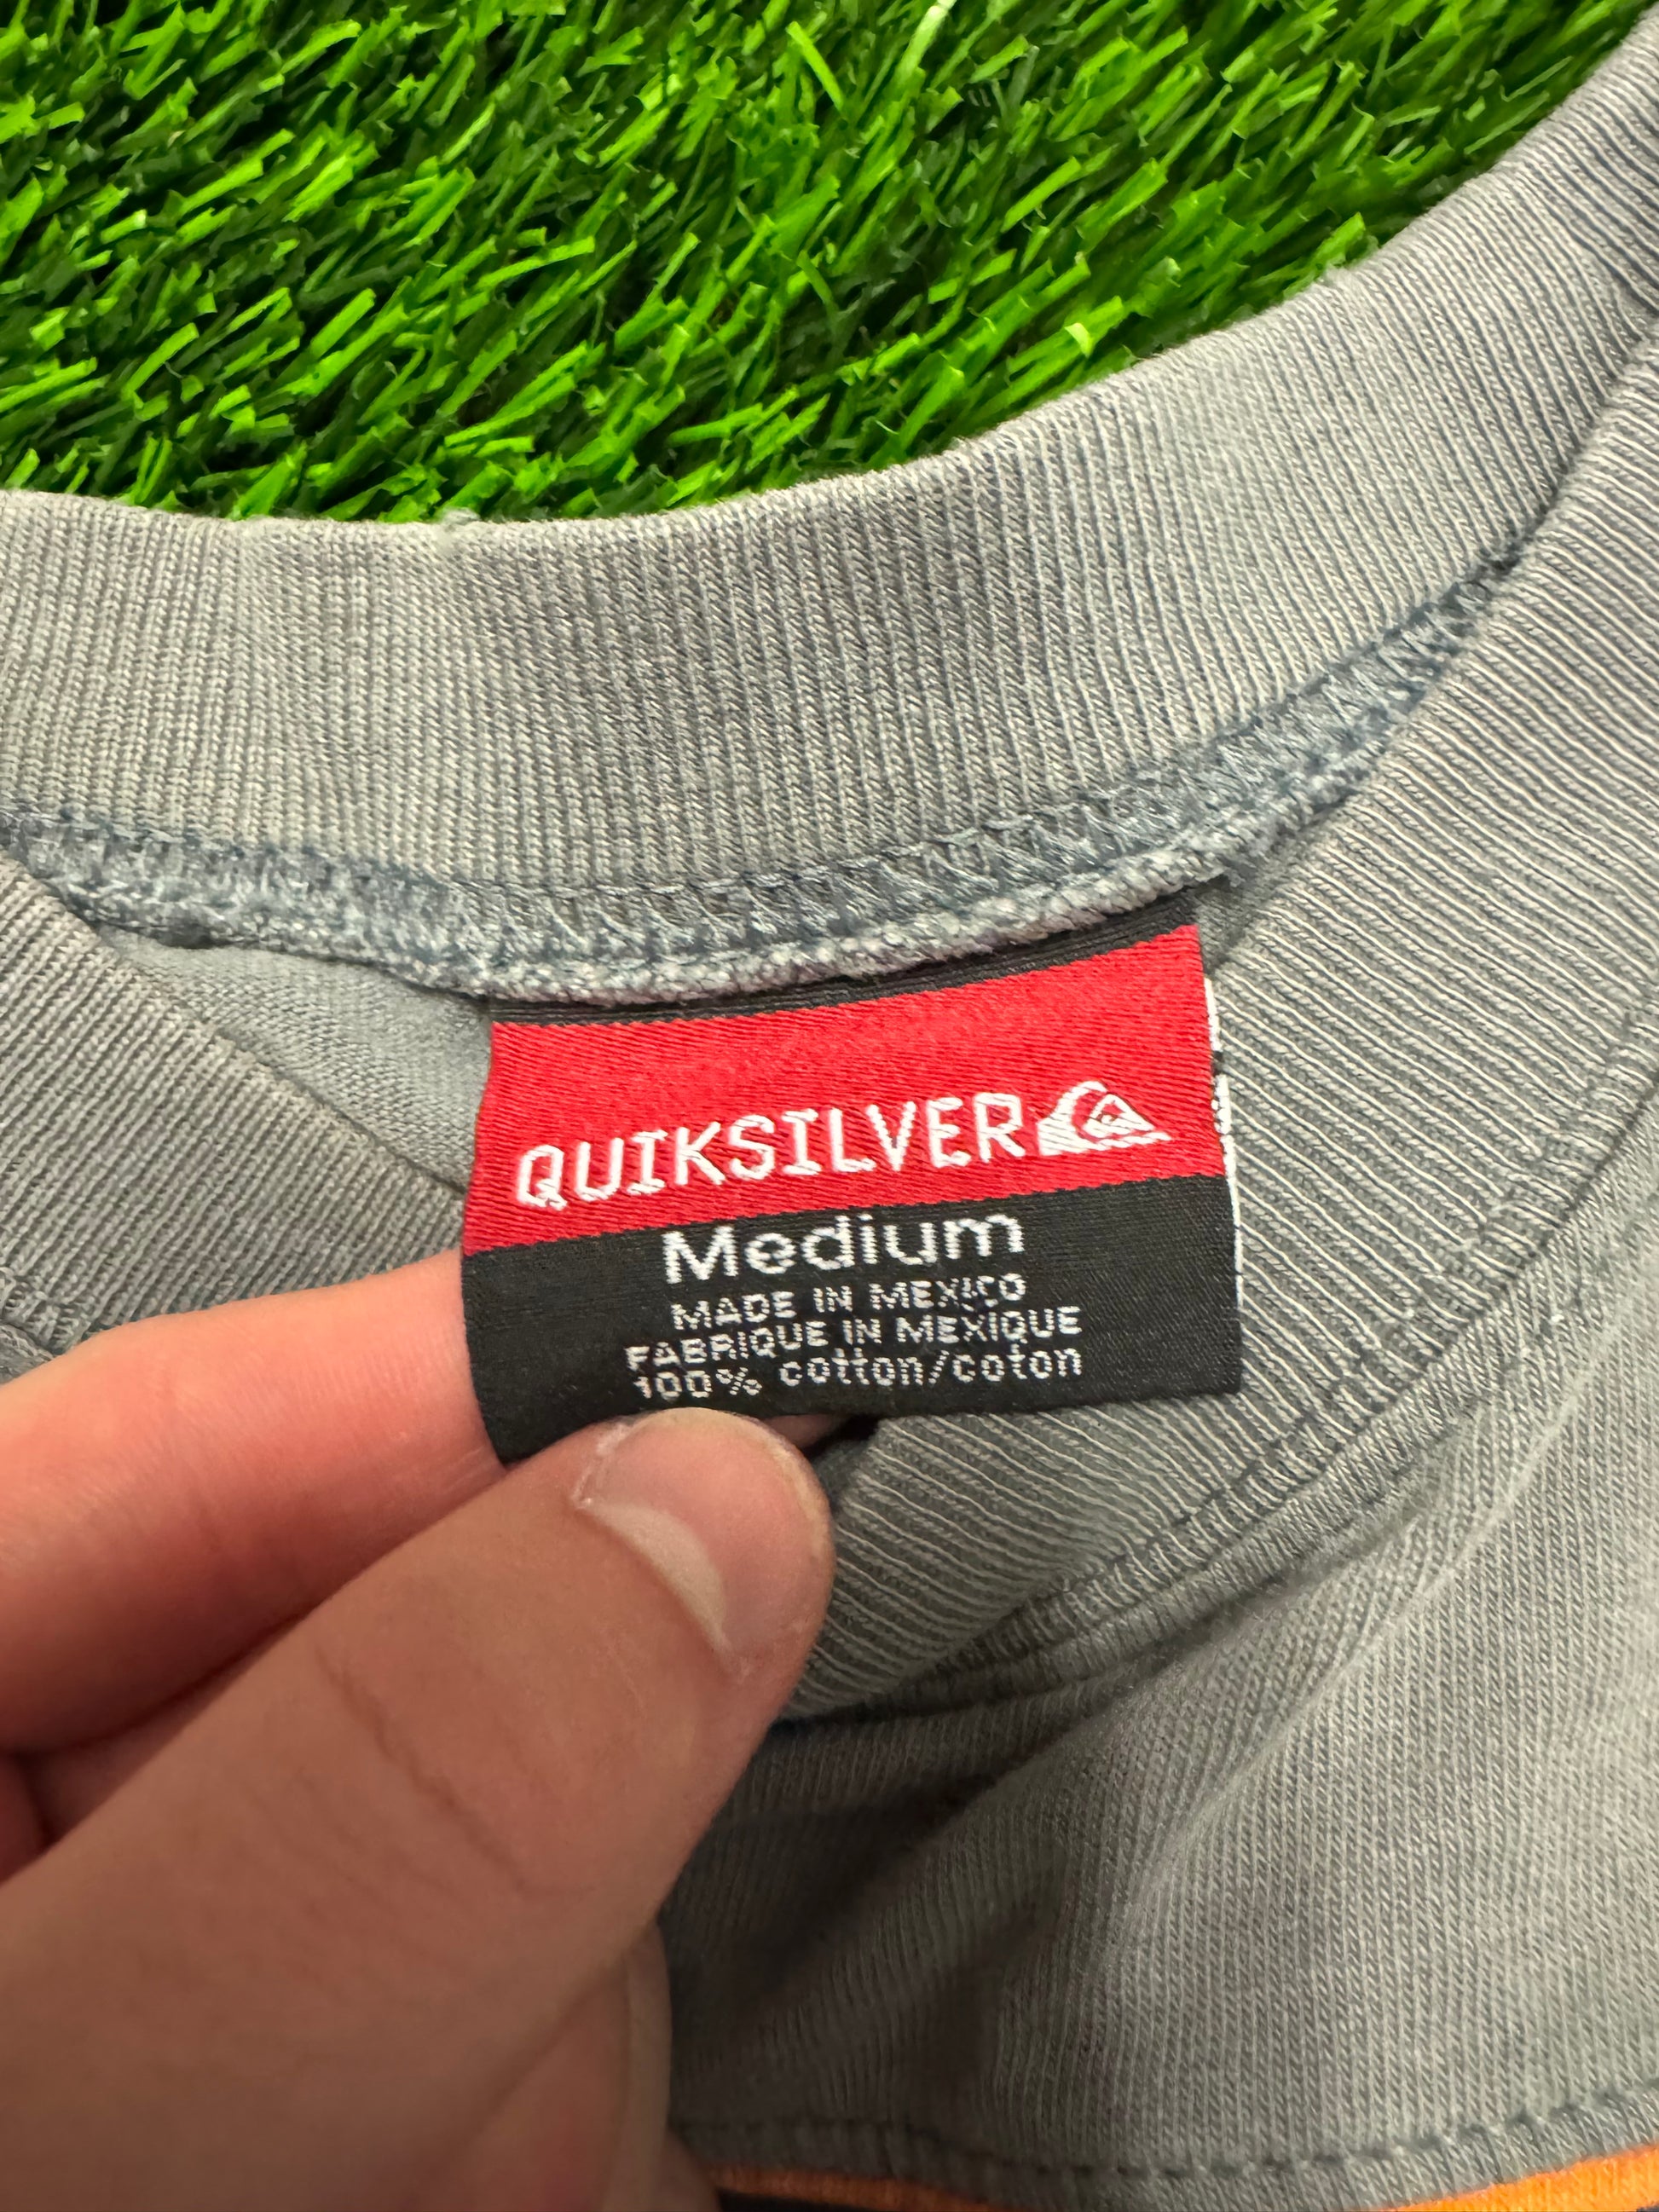 QUIKSILVER
Medium
MADE IN MEXICO
FABRIQUE IN MEXIQUE
100% cotton/coton